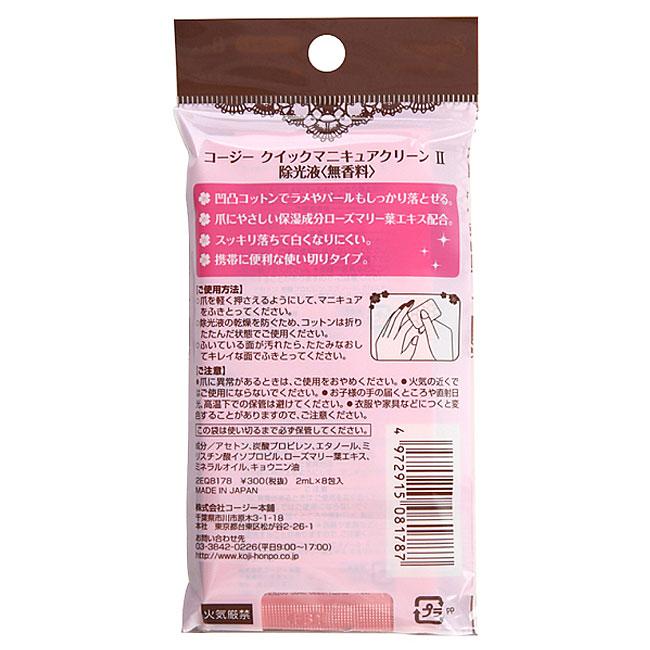 コージー クイックマニキュアクリーン Ⅱ
除光液〈無香料〉
凹凸コットンでラメやパールもしっかり落とせる。
爪にやさしい保湿成分ローズマリー葉エキス配合。
スッキリ落ちて白くなりにくい。
携帯に便利な使い切りタイプ。
【ご使用方法】
○爪を軽く押さえるようにして、マニキュア
をふきとってください。
○除光液の乾燥を防ぐため、コットンは折り
たたんだ状態でご使用ください。
○ふいている面が汚れたら、たたみなおし
てキレイな面でふきとってください。
【ご注意】
●爪に異常があるときは、ご使用をおやめください。●火気の近くで
はご使用にならないでください。●お子様の手の届くところや直射日
光、高温下での保管は避けてください。●衣服や家具などにつくと変
色することがありますので、ご注意ください。
この袋は使い切るまで必ず保管してください。
成分/アセトン、炭酸プロピレン、エタノール、ミ
リスチン酸イソプロピル、ローズマリー葉エキス、
ミネラルオイル、キョウニン油
2EQ8178 ¥300(税抜) 2mL×8包入
MADE IN JAPAN
株式会社コージー本舗
千葉県市川市原木3-1-18
本社 東京都台東区松が谷2-26-1
お問い合わせ先
03-3842-0226(平日9:00~17:00)
http://www.koji-honpo.co.jp
4 972915 081787
火気厳禁
プラ PP